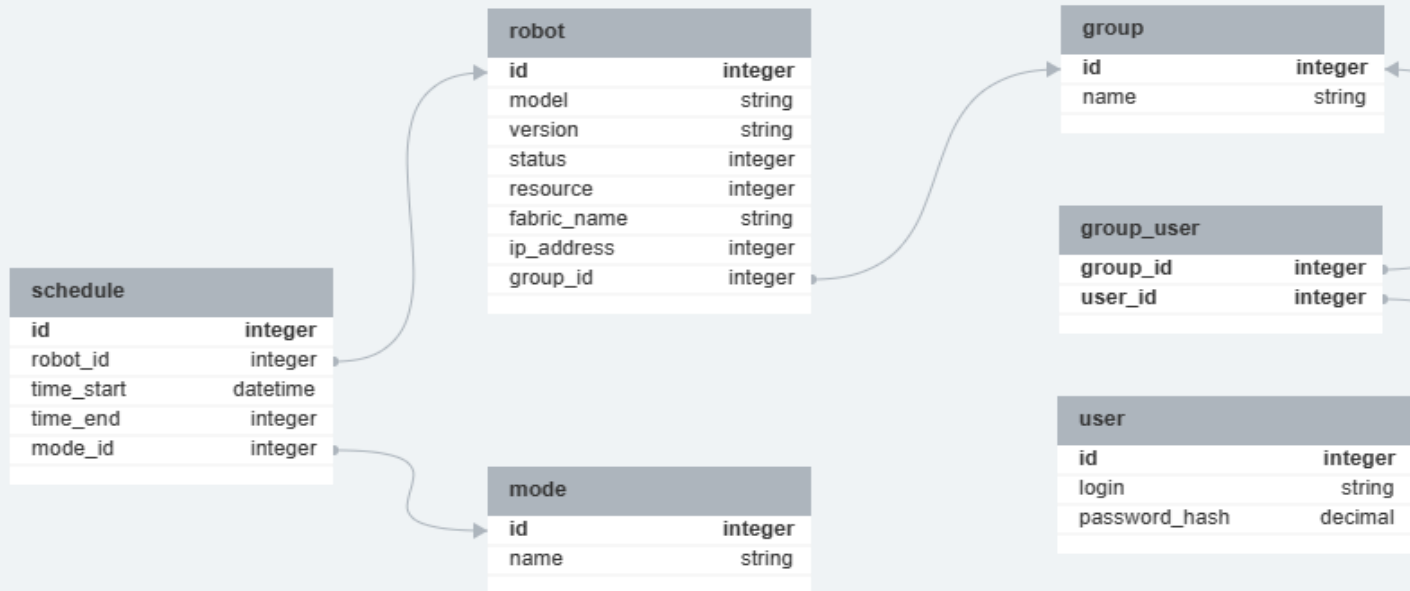 robot
id integer
model string
version string
status integer
resource integer
fabric_name string
ip_address integer
group_id integer
group
id integer
name string
group_user
group_id integer
user_id integer
schedule
id integer
robot_id integer
time_start datetime
time_end integer
mode_id integer
mode
id integer
name string
user
id integer
login string
password_hash decimal